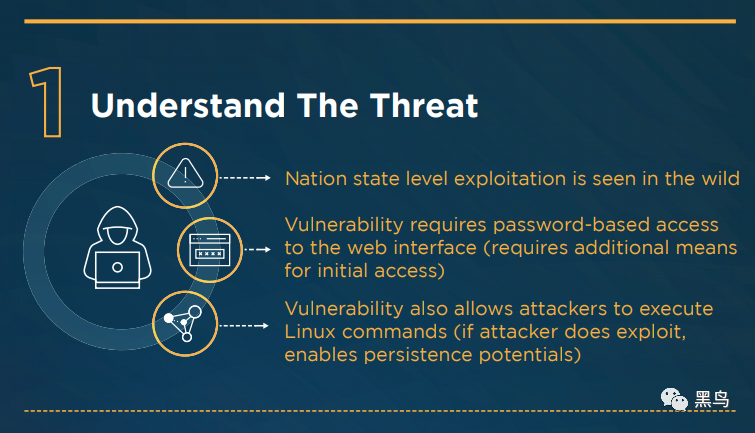 1
Understand The Threat
Nation state level exploitation is seen in the wild
Vulnerability requires password-based access
to the web interface (requires additional means
for initial access)
Vulnerability also allows attackers to execute
Linux commands (if attacker does exploit,
enables persistence potentials)
黑鸟